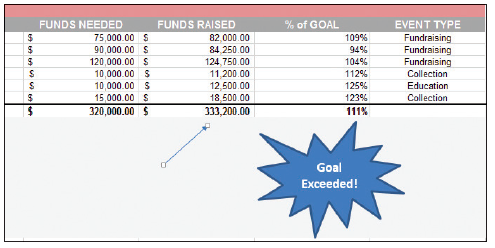 FUNDS NEEDED FUNDS RAISED % of GOAL EVENT TYPE
$ 75,000.00 $ 82,000.00 109% Fundraising
$ 90,000.00 $ 84,250.00 94% Fundraising
$ 120,000.00 $ 124,750.00 104% Fundraising
$ 10,000.00 $ 11,200.00 112% Collection
$ 10,000.00 $ 12,500.00 125% Education
$ 15,000.00 $ 18,500.00 123% Collection
$ 320,000.00 $ 333,200.00 111%
Goal
Exceeded!